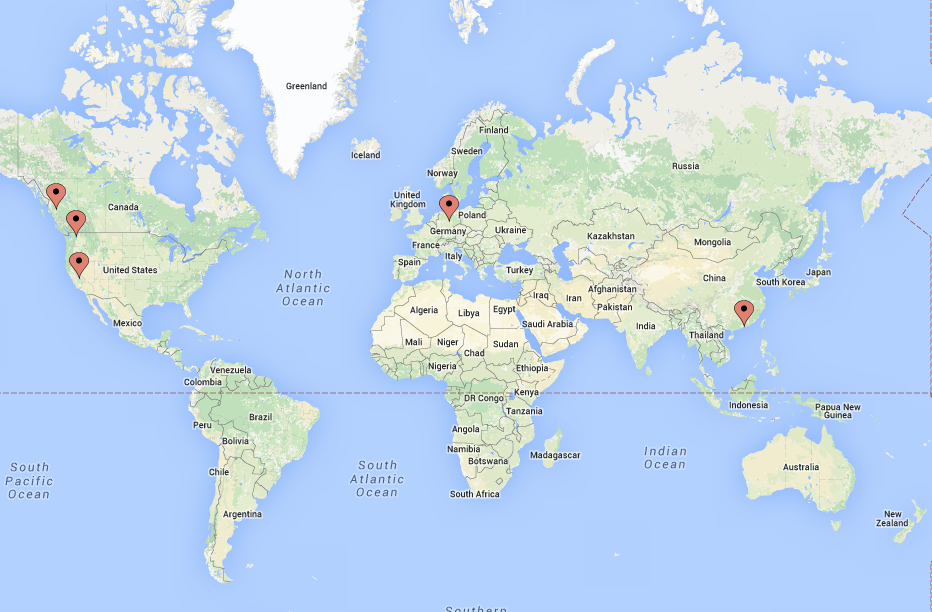 Greenland
Iceland
Finland
Sweden
Norway
Russia
United
Kingdom
Poland
Germany
Ukraine
France
Italy
Spain
Turkey
Kazakhstan
Mongolia
China
Japan
South Korea
Canada
United States
Mexico
North
Atlantic
Ocean
Afghanistan
Iraq
Iran
Pakistan
Algeria
Libya
Egypt
Saudi Arabia
India
Thailand
Mali
Niger
Chad
Sudan
Nigeria
Ethiopia
Venezuela
Colombia
Kenya
DR Congo
Tanzania
Indonesia
Papua New
Guinea
Brazil
Peru
Bolivia
Angola
Namibia
Botswana
Madagascar
Indian
Ocean
Australia
South
Pacific
Ocean
Chile
South
Atlantic
Ocean
South Africa
Argentina
New
Zealand
Southern